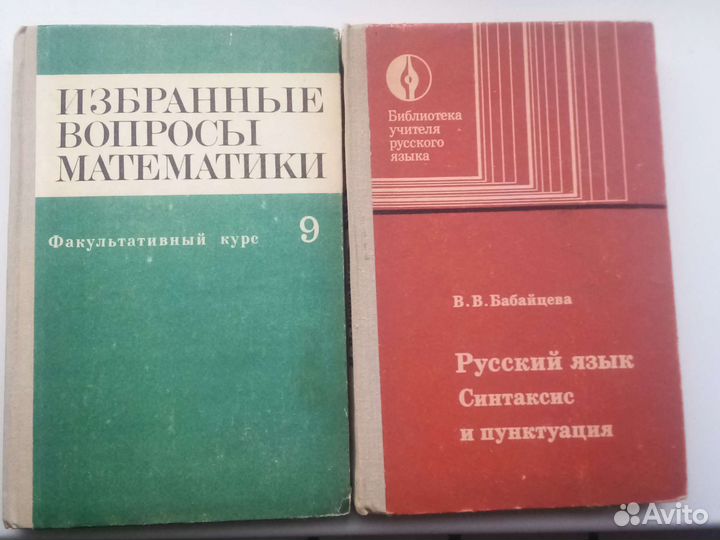 ИЗБРАННЫЕ
ВОПРОСЫ
МАТЕМАТИКИ
Факультативный курс 9
Библиотека
учителя
русского
языка
В. В. Бабайцева
Русский язык
Синтаксис
и пунктуация
Avito